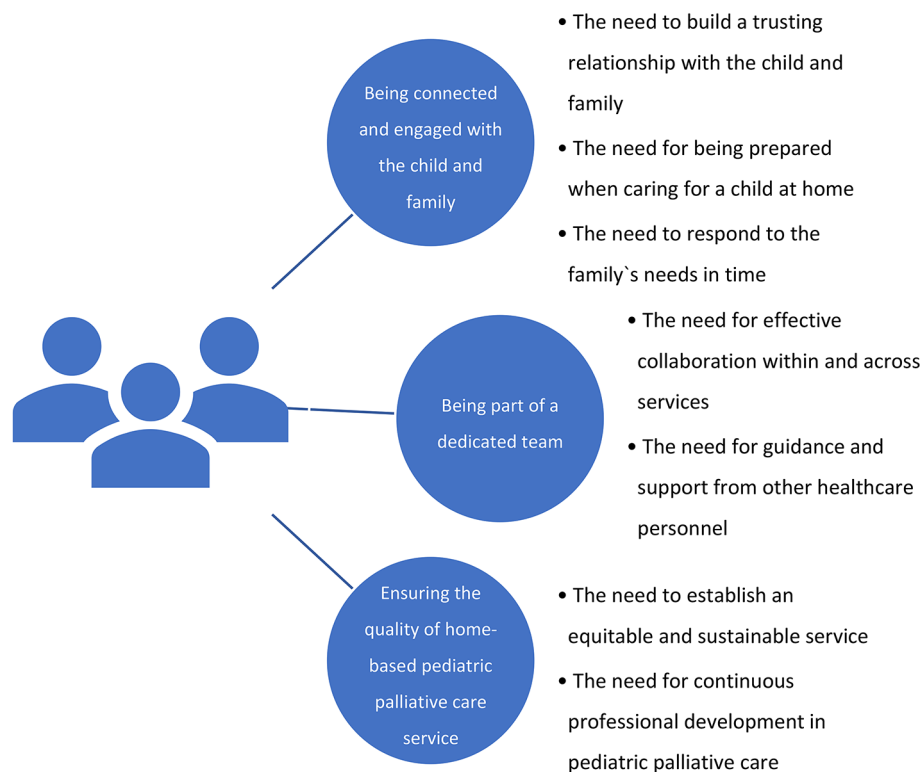 Being connected
and engaged with
the child and
family
• The need to build a trusting
relationship with the child and
family
• The need for being prepared
when caring for a child at home
• The need to respond to the
family`s needs in time
Being part of a
dedicated team
• The need for effective
collaboration within and across
services
• The need for guidance and
support from other healthcare
personnel
Ensuring the
quality of home-
based pediatric
palliative care
service
• The need to establish an
equitable and sustainable service
• The need for continuous
professional development in
pediatric palliative care